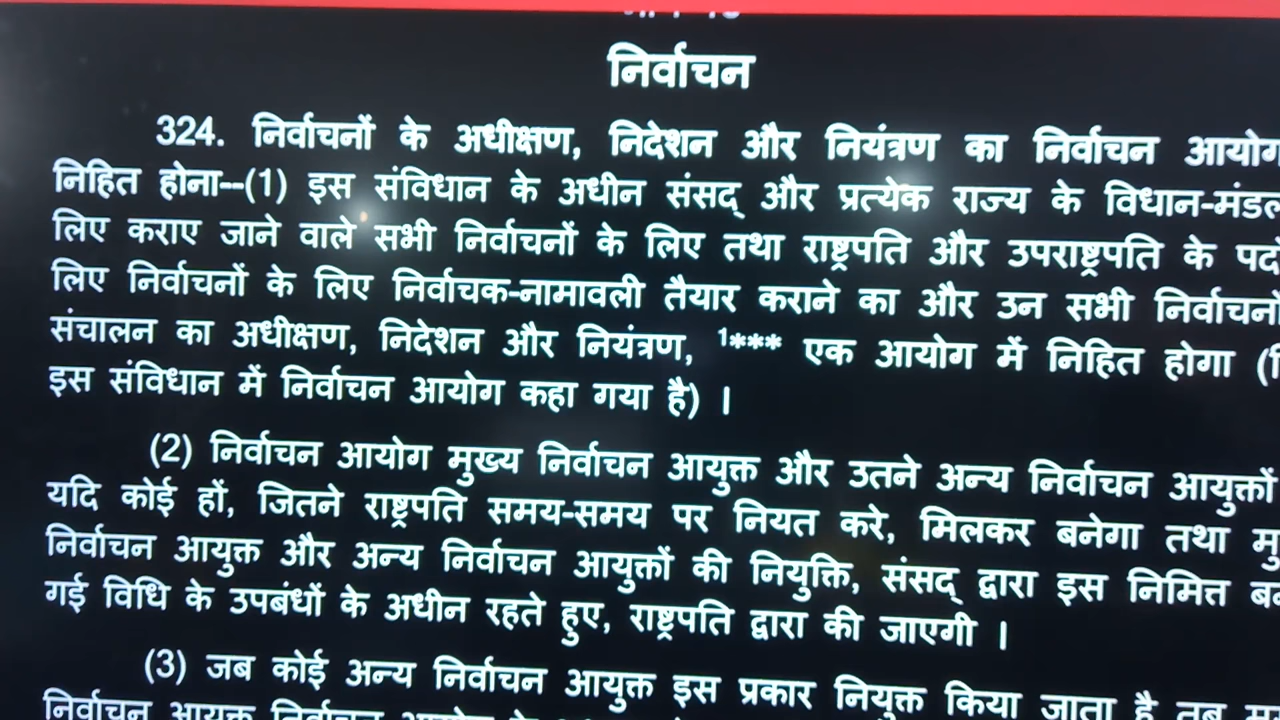 निर्वाचन
324. निर्वाचनों के अधीक्षण, निदेशन और नियंत्रण का निर्वाचन आयोग
निहित होना--(1) इस संविधान के अधीन संसद् और प्रत्येक राज्य के विधान-मंडल
लिए कराए जाने वाले सभी निर्वाचनों के लिए तथा राष्ट्रपति और उपराष्ट्रपति के
लिए निर्वाचनों के लिए निर्वाचक-नामावली तैयार कराने का और उन सभी निर्वाचनों
संचालन का अधीक्षण, निदेशन और नियंत्रण, 1*** एक आयोग में निहित होगा
इस संविधान में निर्वाचन आयोग कहा गया है) ।
(2) निर्वाचन आयोग मुख्य निर्वाचन आयुक्त और उतने अन्य निर्वाचन आयुक्तों
यदि कोई हों, जितने राष्ट्रपति समय-समय पर नियत करे, मिलकर बनेगा तथा
निर्वाचन आयुक्त और अन्य निर्वाचन आयुक्तों की नियुक्ति, संसद् द्वारा इस निमित्त
गई विधि के उपबंधों के अधीन रहते हुए, राष्ट्रपति द्वारा की जाएगी ।
(3) जब कोई अन्य निर्वाचन आयुक्त इस प्रकार नियुक्त किया जाता है तब
निर्वाचन आयुक्त निर्वाचन